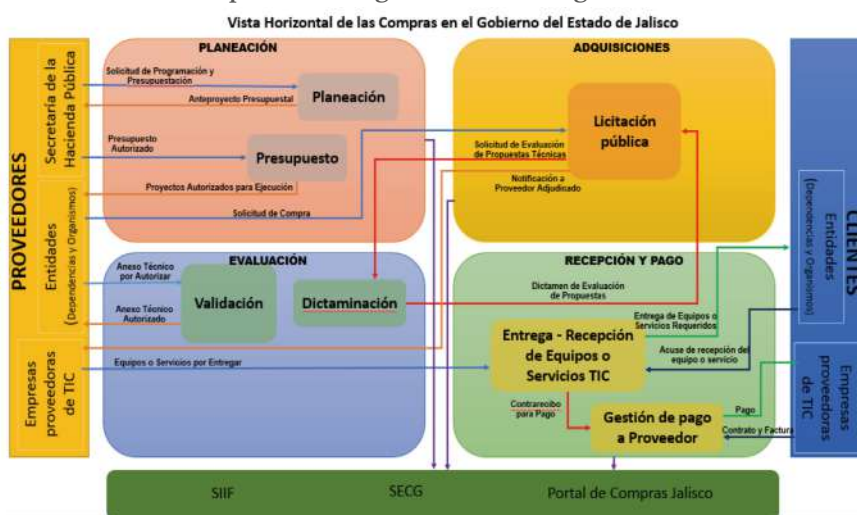 Vista Horizontal de las Compras en el Gobierno del Estado de Jalisco
PROVEEDORES
Secretaría de la
Hacienda Pública
Entidades
(Dependencias y Organismos)
Empresas
proveedoras
de TIC
PLANEACIÓN
Solicitud de Programación y
Presupuestación
Anteproyecto Presupuestal
Planeación
Presupuesto
Autorizado
Presupuesto
Proyectos Autorizados para Ejecución
Solicitud de Compra
ADQUISICIONES
Licitación
pública
Solicitud de Evaluación
de Propuestas Técnicas
Notificación a
Proveedor Adjudicado
EVALUACIÓN
Anexo Técnico
por Autorizar
Validación
Anexo Técnico
Autorizado
Dictaminación
Equipos o Servicios por Entregar
RECEPCIÓN Y PAGO
Dictamen de Evaluación
de Propuestas
Entrega de Equipos o
Servicios Requeridos
Entrega - Recepción
de Equipos o
Servicios TIC
Acuse de recepción del
equipo o servicio
Contrarecibo
para Pago
Gestión de pago
a Proveedor
Pago
Contrato y Factura
CLIENTES
Entidades
(Dependencias y Organismos)
Empresas
proveedoras
de TIC
SIIF
SECG
Portal de Compras Jalisco